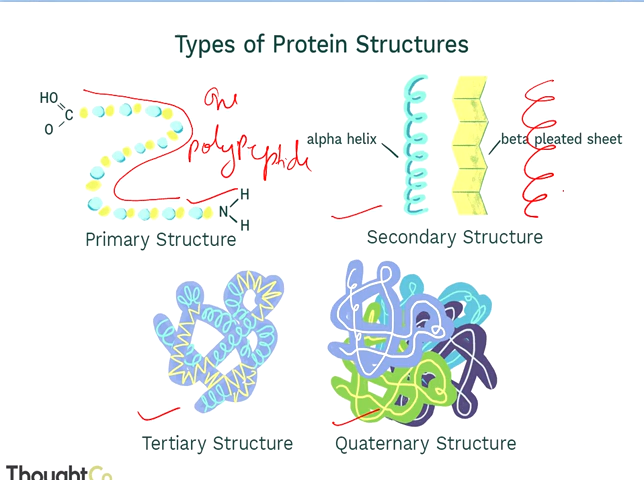 Types of Protein Structures
HO
C
O
one
polypeptide
alpha helix
beta pleated sheet
H
N
H
Primary Structure
Secondary Structure
Tertiary Structure
Quaternary Structure
ThoughtCo